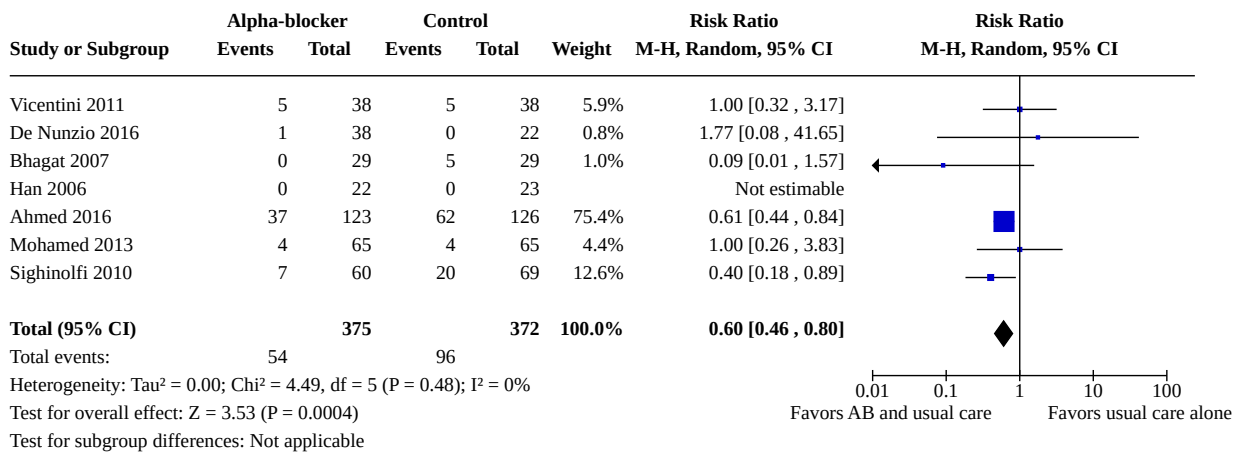 Alpha-blocker Control Risk Ratio Risk Ratio
Study or Subgroup Events Total Events Total Weight M-H, Random, 95% CI M-H, Random, 95% CI
Vicentini 2011 5 38 5 38 5.9% 1.00 [0.32 , 3.17]
De Nunzio 2016 1 38 0 22 0.8% 1.77 [0.08 , 41.65]
Bhagat 2007 0 29 5 29 1.0% 0.09 [0.01 , 1.57]
Han 2006 0 22 0 23 Not estimable
Ahmed 2016 37 123 62 126 75.4% 0.61 [0.44 , 0.84]
Mohamed 2013 4 65 4 65 4.4% 1.00 [0.26 , 3.83]
Sighinolfi 2010 7 60 20 69 12.6% 0.40 [0.18 , 0.89]
Total (95% CI) 375 372 100.0% 0.60 [0.46 , 0.80]
Total events: 54 96
Heterogeneity: Tau² = 0.00; Chi² = 4.49, df = 5 (P = 0.48); I² = 0%
0.01 0.1 1 10 100
Test for overall effect: Z = 3.53 (P = 0.0004) Favors AB and usual care Favors usual care alone
Test for subgroup differences: Not applicable